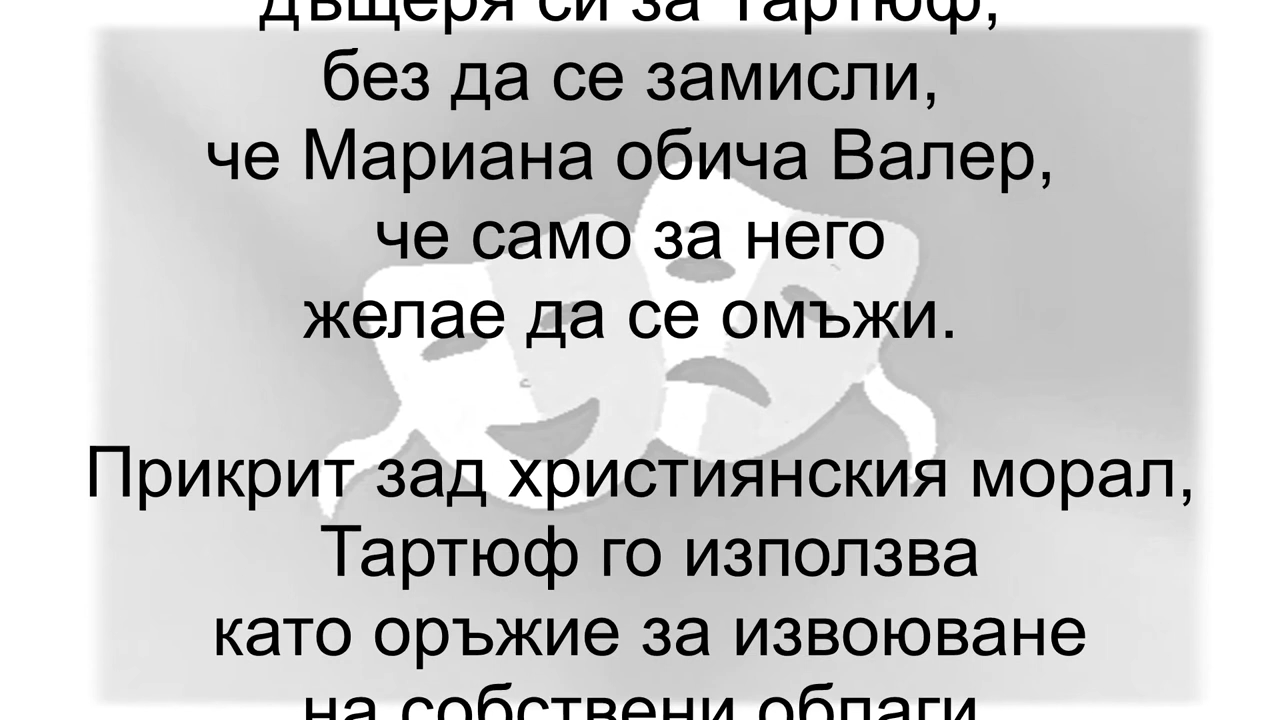 дъщеря си за Тартюф,
без да се замисли,
че Мариана обича Валер,
че само за него
желае да се омъжи.
Прикрит зад християнския морал,
Тартюф го използва
като оръжие за извоюване
на собствени облаги